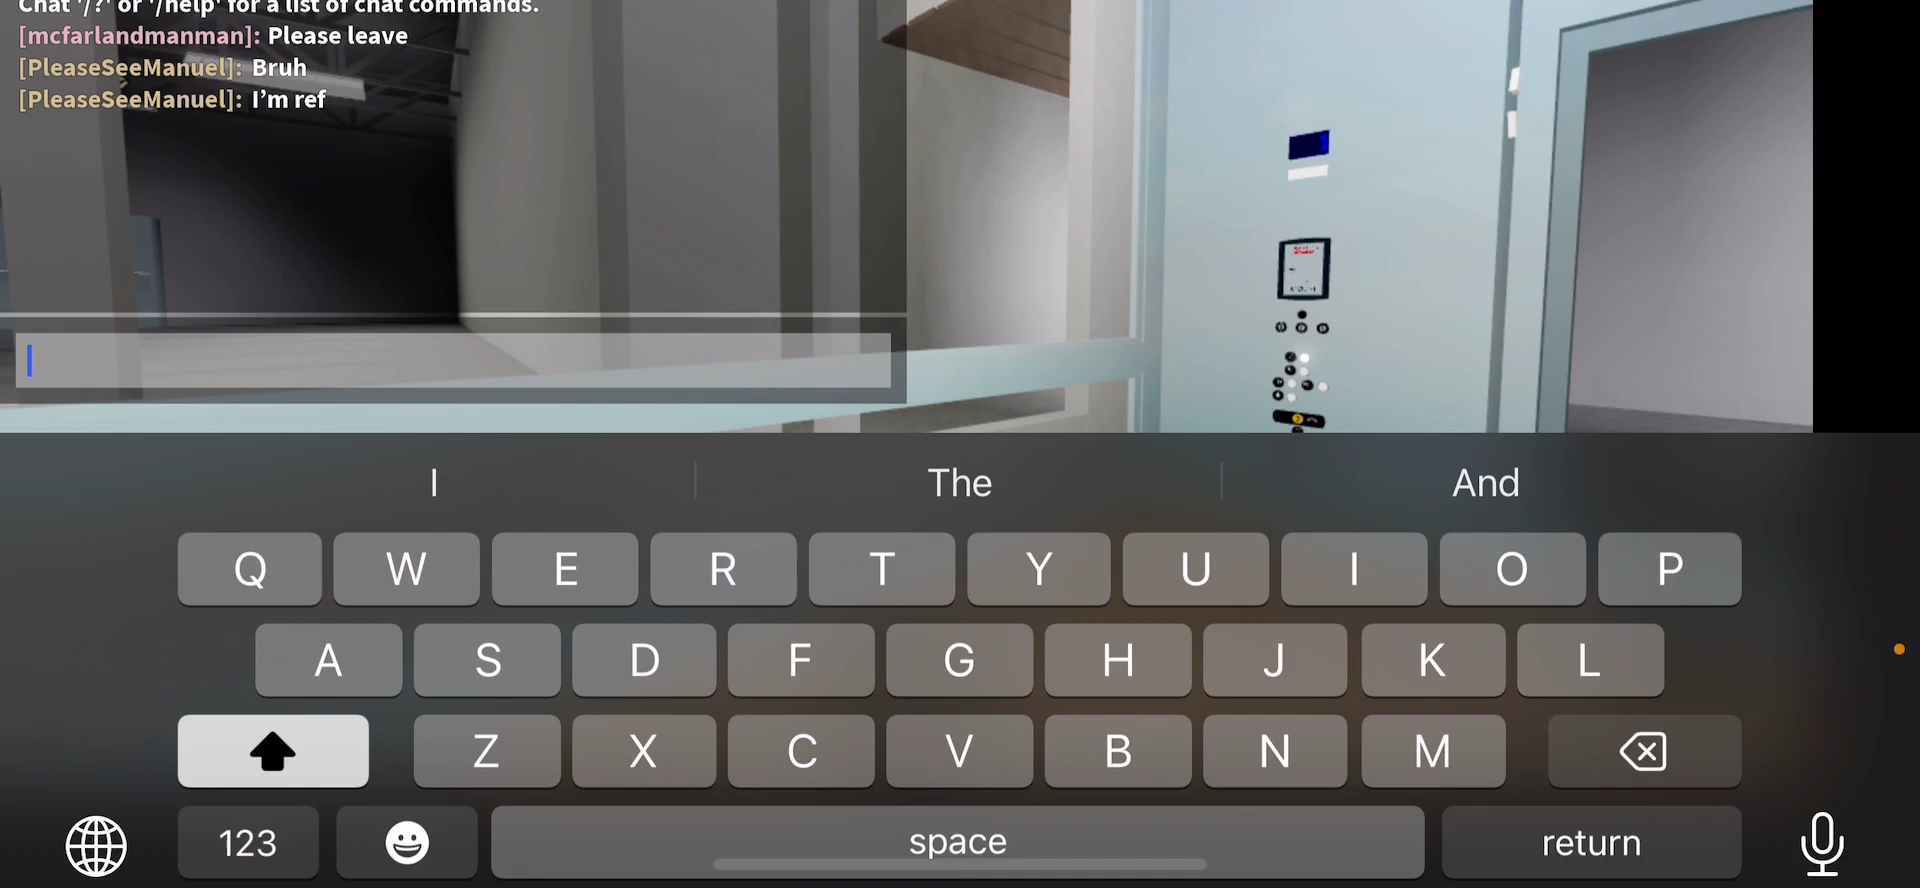 Chat '/?' or '/help' for a list of chat commands.
[mcfarlandmanman]: Please leave
[PleaseSeeManuel]: Bruh
[PleaseSeeManuel]: I’m ref
I The And
Q W E R T Y U I O P
A S D F G H J K L
Z X C V B N M
123 space return